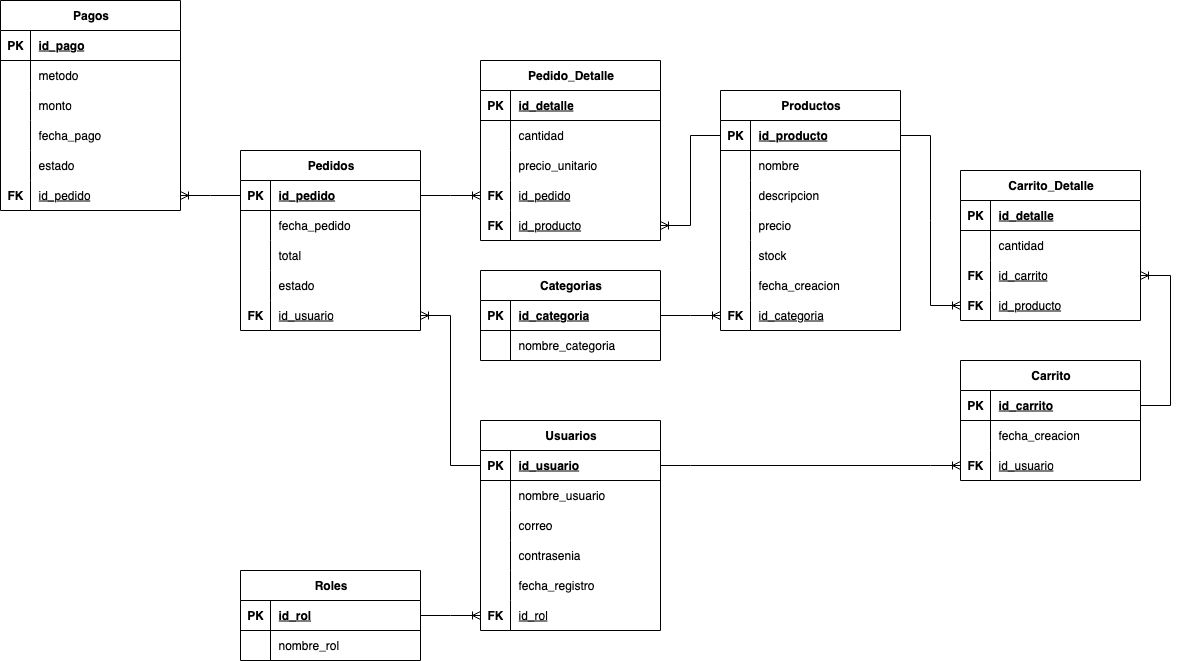 Pagos
PK id_pago
metodo
monto
fecha_pago
estado
FK id_pedido
Pedidos
PK id_pedido
fecha_pedido
total
estado
FK id_usuario
Pedido_Detalle
PK id_detalle
cantidad
precio_unitario
FK id_pedido
FK id_producto
Categorias
PK id_categoria
nombre_categoria
Productos
PK id_producto
nombre
descripcion
precio
stock
fecha_creacion
FK id_categoria
Carrito_Detalle
PK id_detalle
cantidad
FK id_carrito
FK id_producto
Carrito
PK id_carrito
fecha_creacion
FK id_usuario
Usuarios
PK id_usuario
nombre_usuario
correo
contrasenia
fecha_registro
FK id_rol
Roles
PK id_rol
nombre_rol